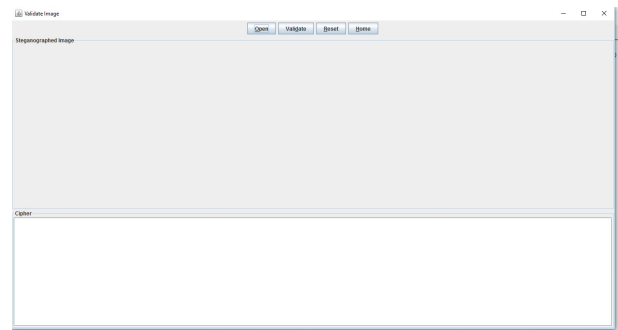 Validate Image
Open Validate Reset Home
Steganographed Image
Cipher